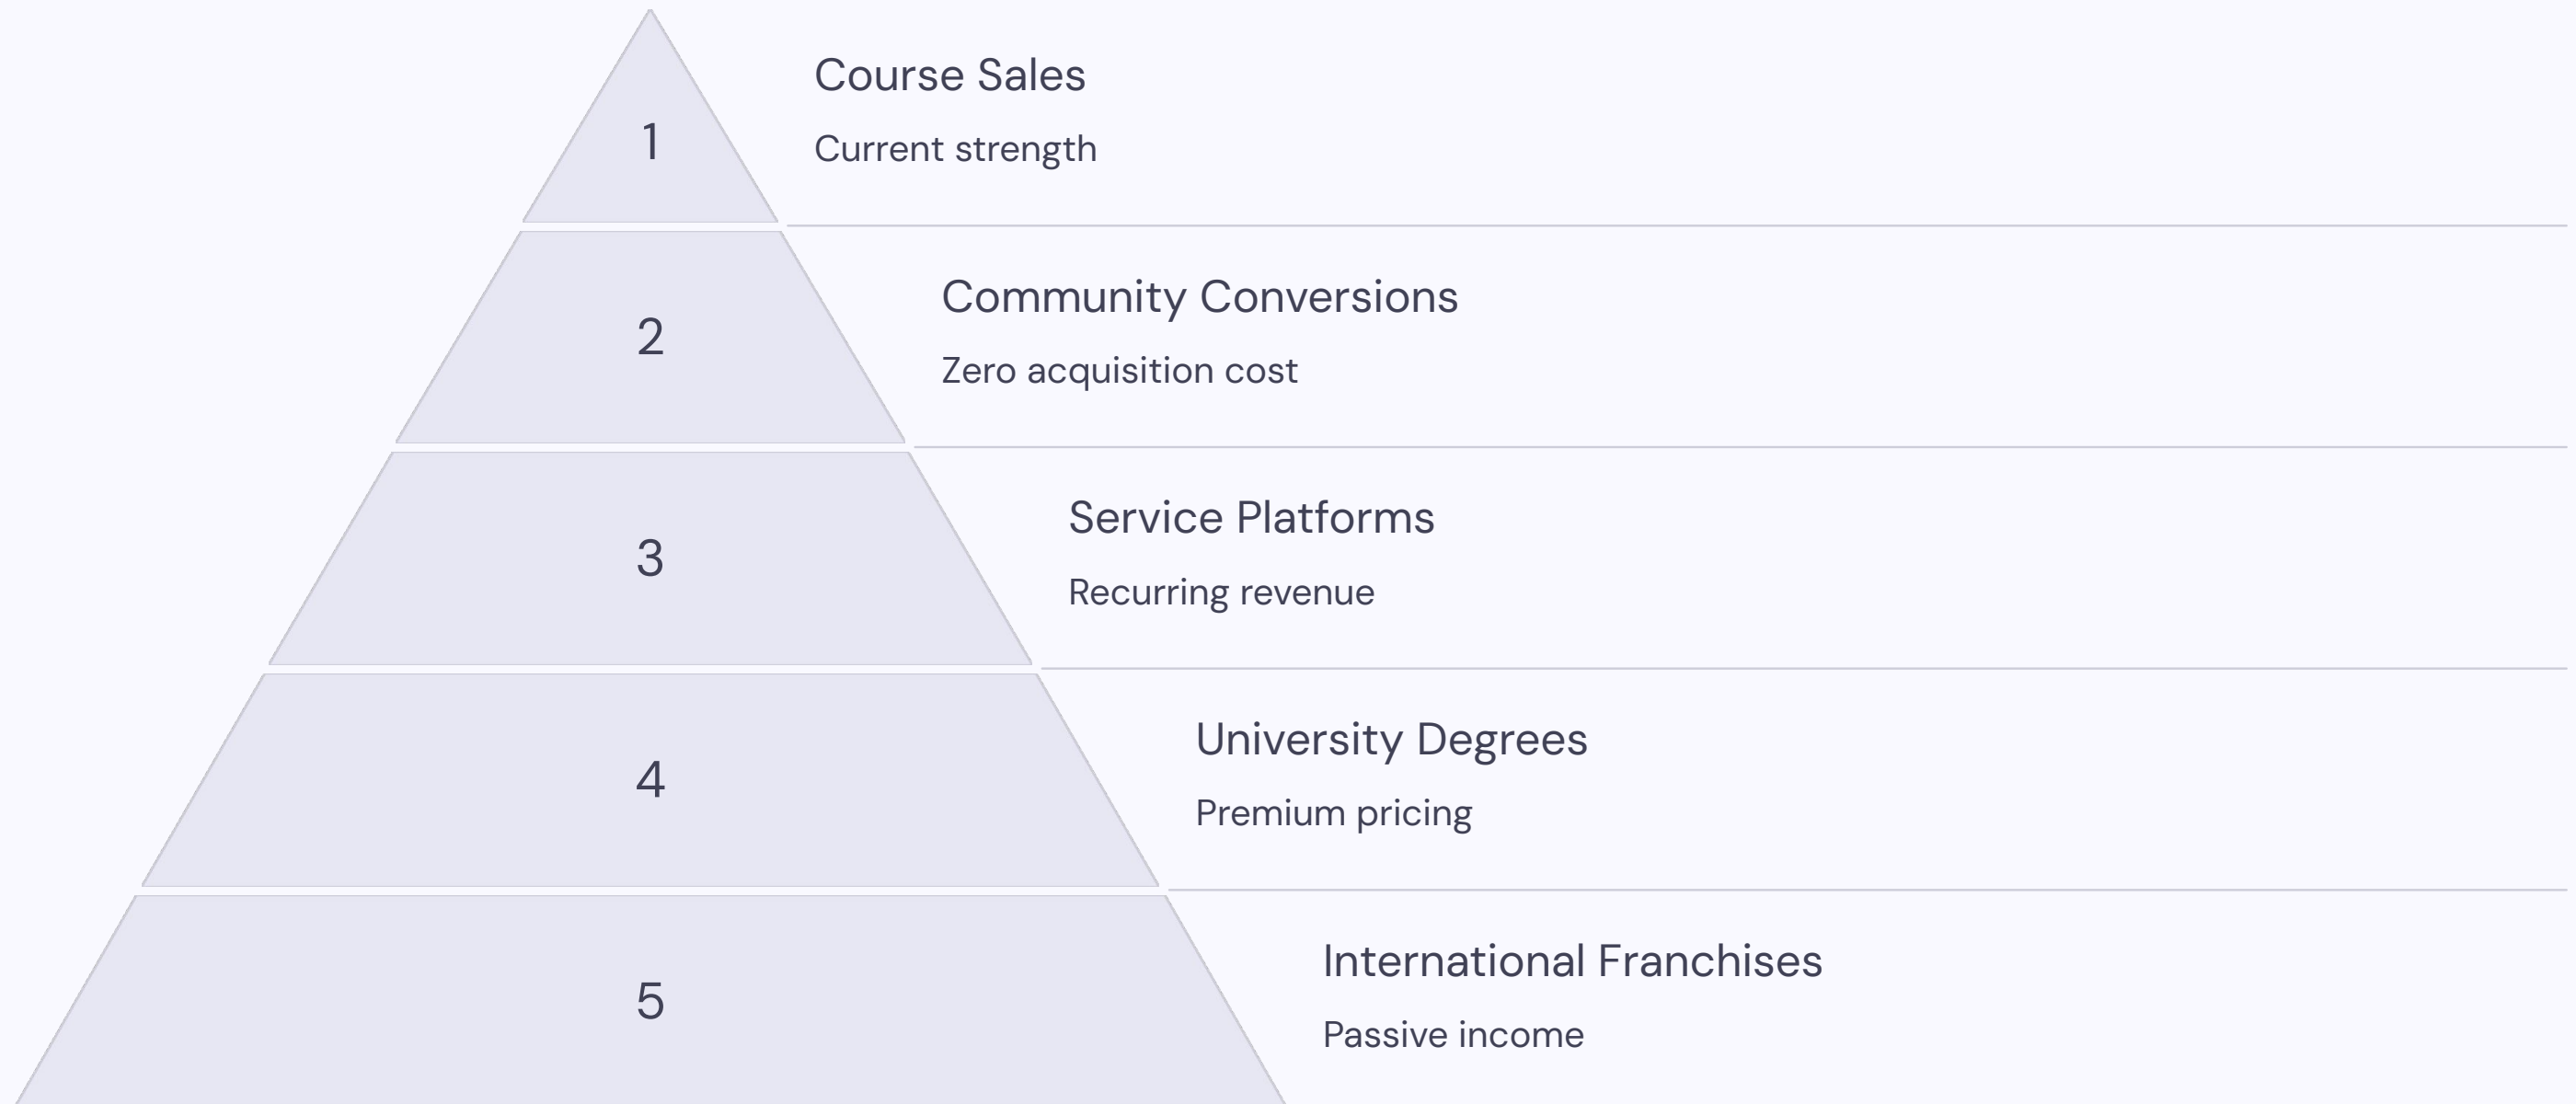 1
Course Sales
Current strength
2
Community Conversions
Zero acquisition cost
3
Service Platforms
Recurring revenue
4
University Degrees
Premium pricing
5
International Franchises
Passive income